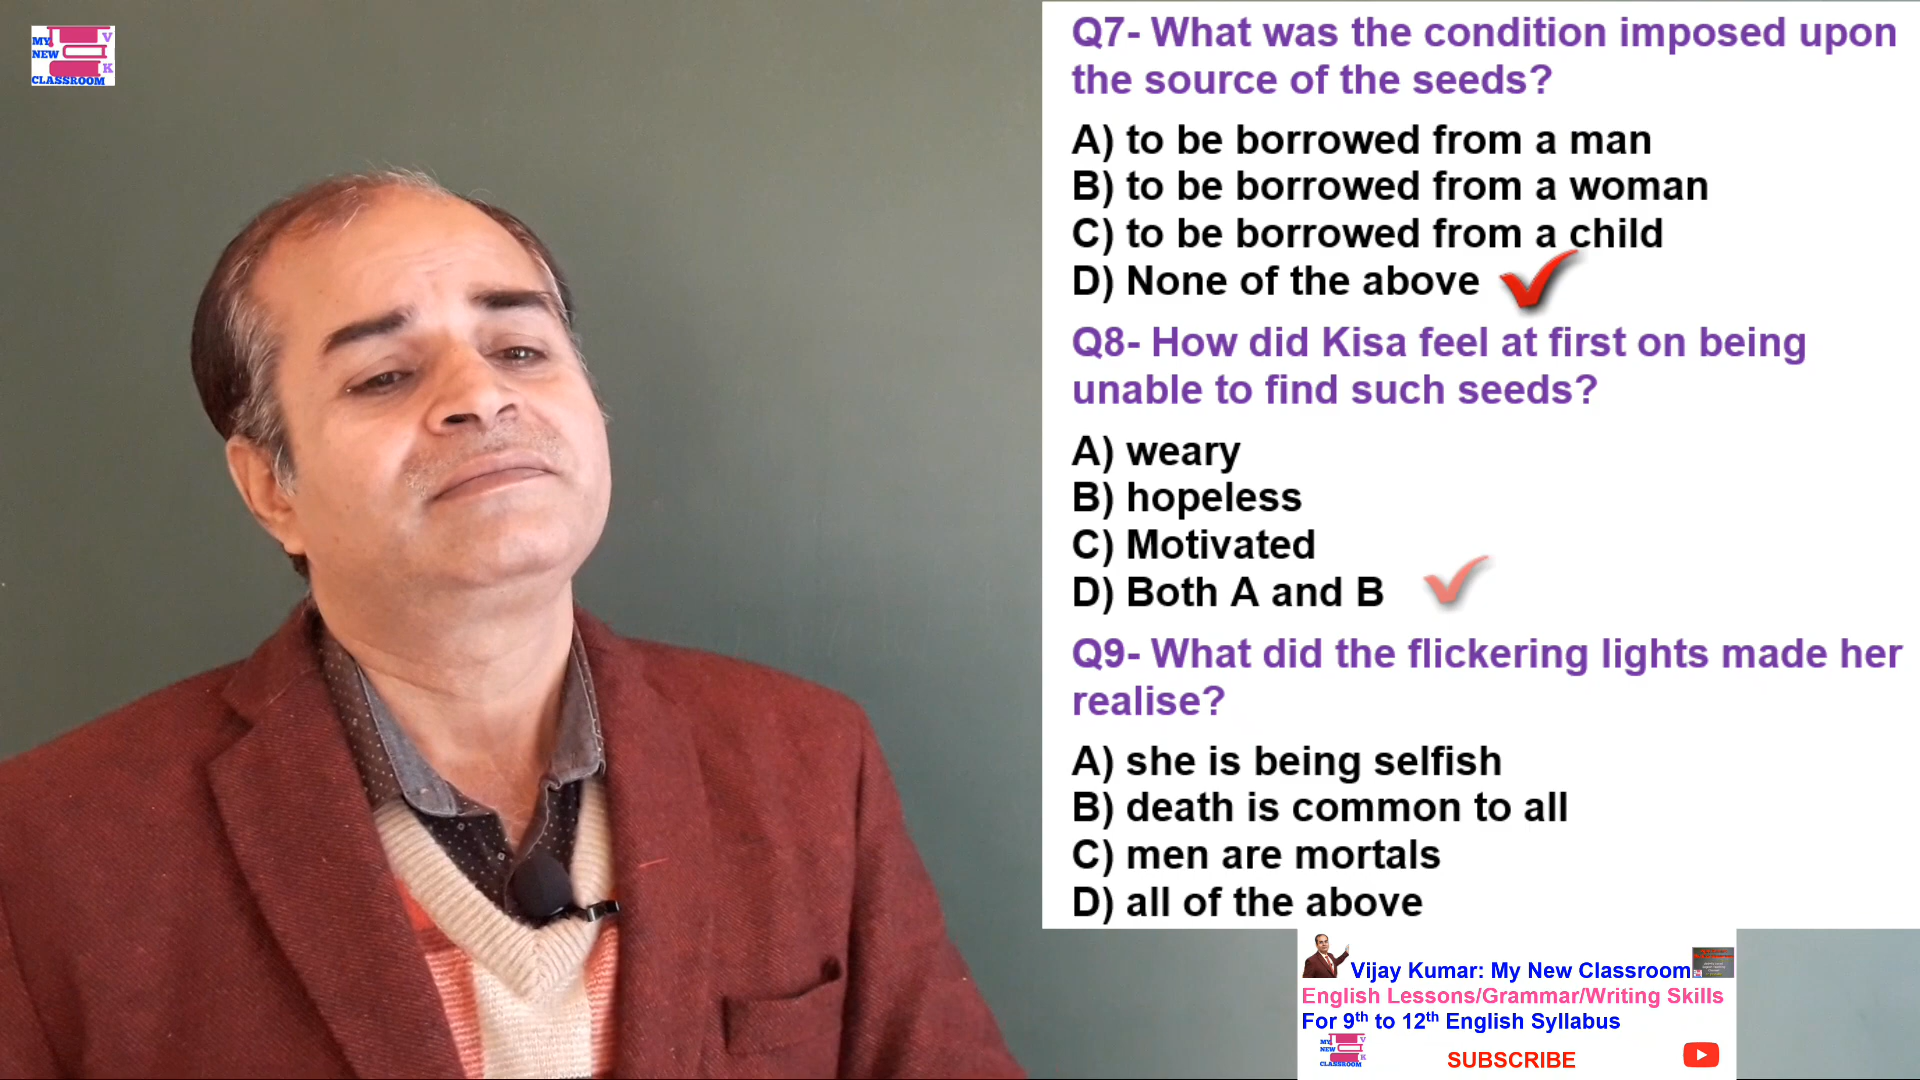 MY
NEW
CLASSROOM
V
K
Q7- What was the condition imposed upon
the source of the seeds?
A) to be borrowed from a man
B) to be borrowed from a woman
C) to be borrowed from a child
D) None of the above
Q8- How did Kisa feel at first on being
unable to find such seeds?
A) weary
B) hopeless
C) Motivated
D) Both A and B
Q9- What did the flickering lights made her
realise?
A) she is being selfish
B) death is common to all
C) men are mortals
D) all of the above
Vijay Kumar: My New Classroom
English Lessons/Grammar/Writing Skills
For 9th to 12th English Syllabus
MY
NEW
CLASSROOM
V
K
SUBSCRIBE